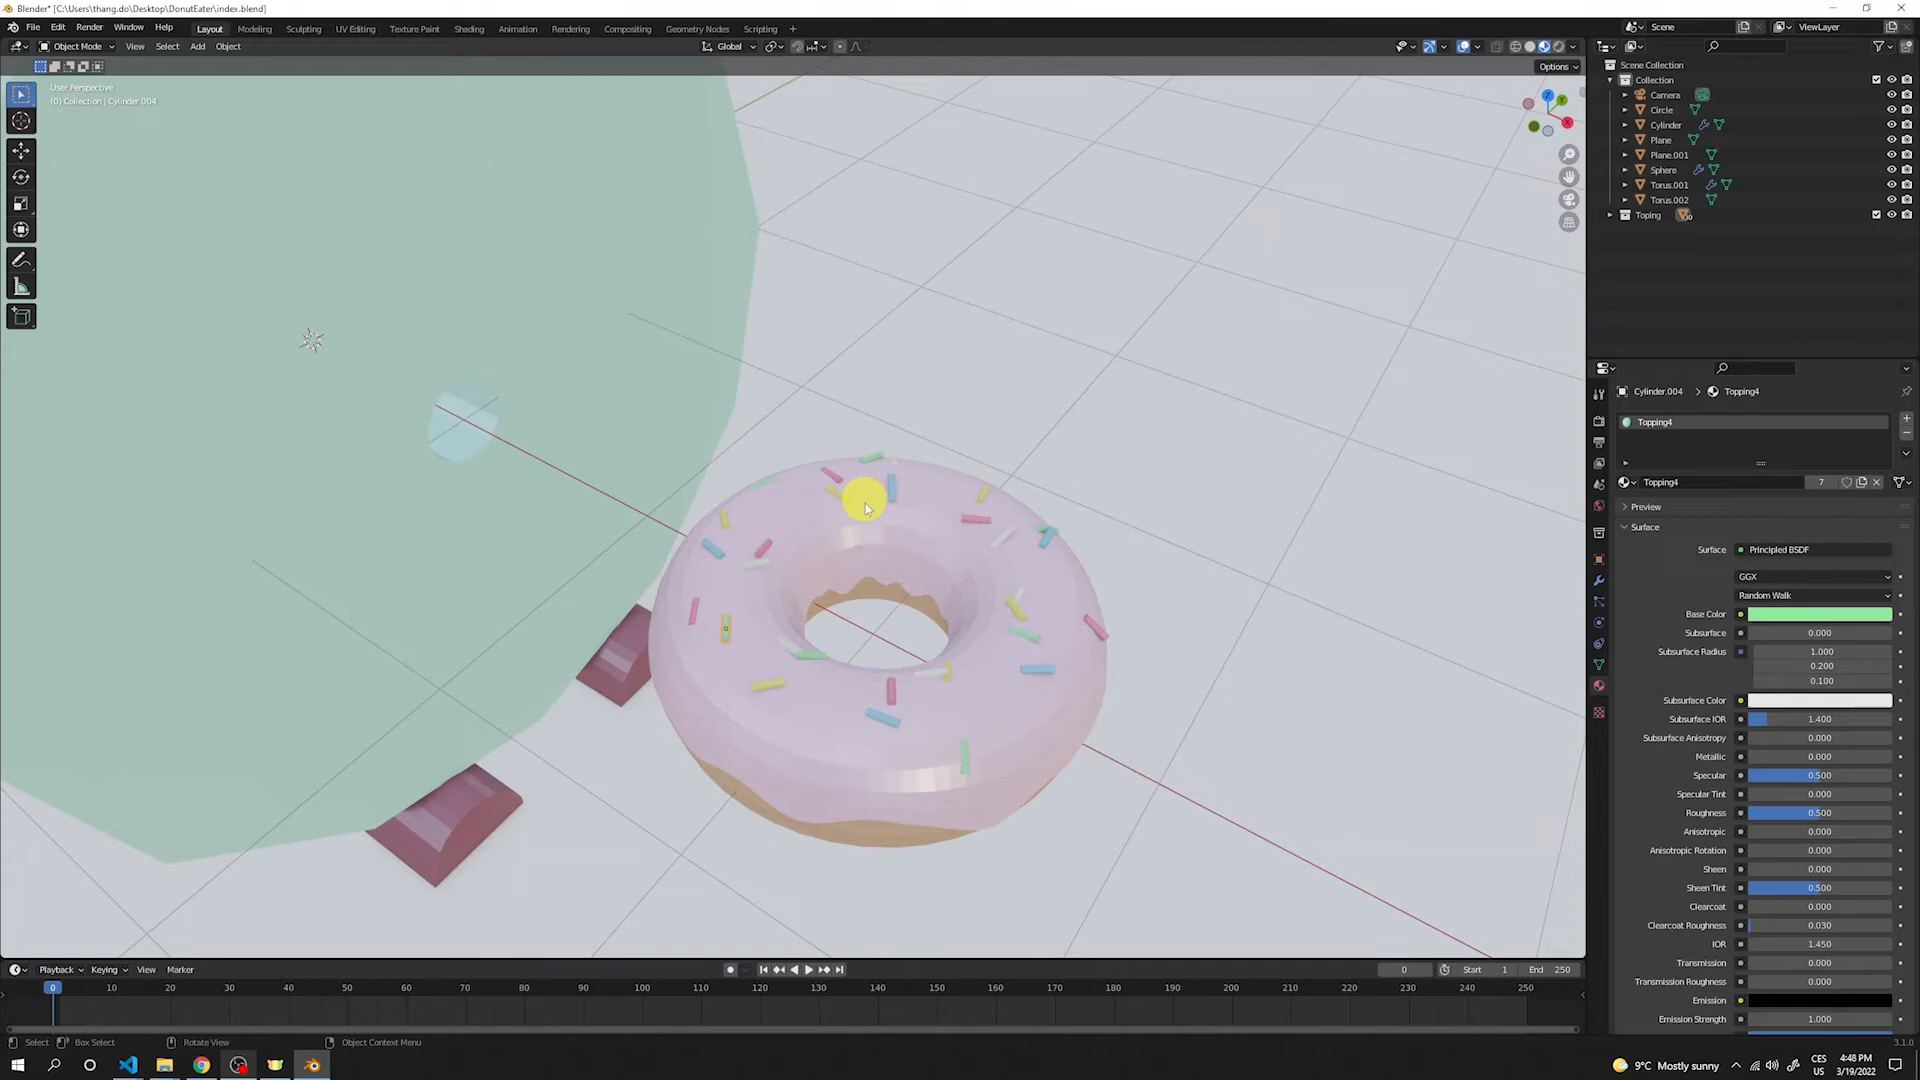 Blender* [C:\Users\thang.do\Desktop\DonutEater\index.blend]
File Edit Render Window Help Layout Modeling Sculpting UV Editing Texture Paint Shading Animation Rendering Compositing Geometry Nodes Scripting +
Scene
ViewLayer
Object Mode View Select Add Object
Global
Options
User Perspective
(0) Collection | Cylinder.004
Z
Y
X
Scene Collection
Collection
Camera
Circle
Cylinder
Plane
Plane.001
Sphere
Torus.001
Torus.002
Toping
Cylinder.004 > Topping4
Topping4
Topping4 7
Preview
Surface
Surface Principled BSDF
GGX
Random Walk
Base Color
Subsurface 0.000
Subsurface Radius 1.000
0.200
0.100
Subsurface Color
Subsurface IOR 1.400
Subsurface Anisotropy 0.000
Metallic 0.000
Specular 0.500
Specular Tint 0.000
Roughness 0.500
Anisotropic 0.000
Anisotropic Rotation 0.000
Sheen 0.000
Sheen Tint 0.500
Clearcoat 0.000
Clearcoat Roughness 0.030
IOR 1.450
Transmission 0.000
Transmission Roughness 0.000
Emission
Emission Strength 1.000
Playback Keying View Marker
0 Start 1 End 250
0 10 20 30 40 50 60 70 80 90 100 110 120 130 140 150 160 170 180 190 200 210 220 230 240 250
Select Box Select Rotate View Object Context Menu
3.1.0
9°C Mostly sunny
CES
US
4:48 PM
3/19/2022